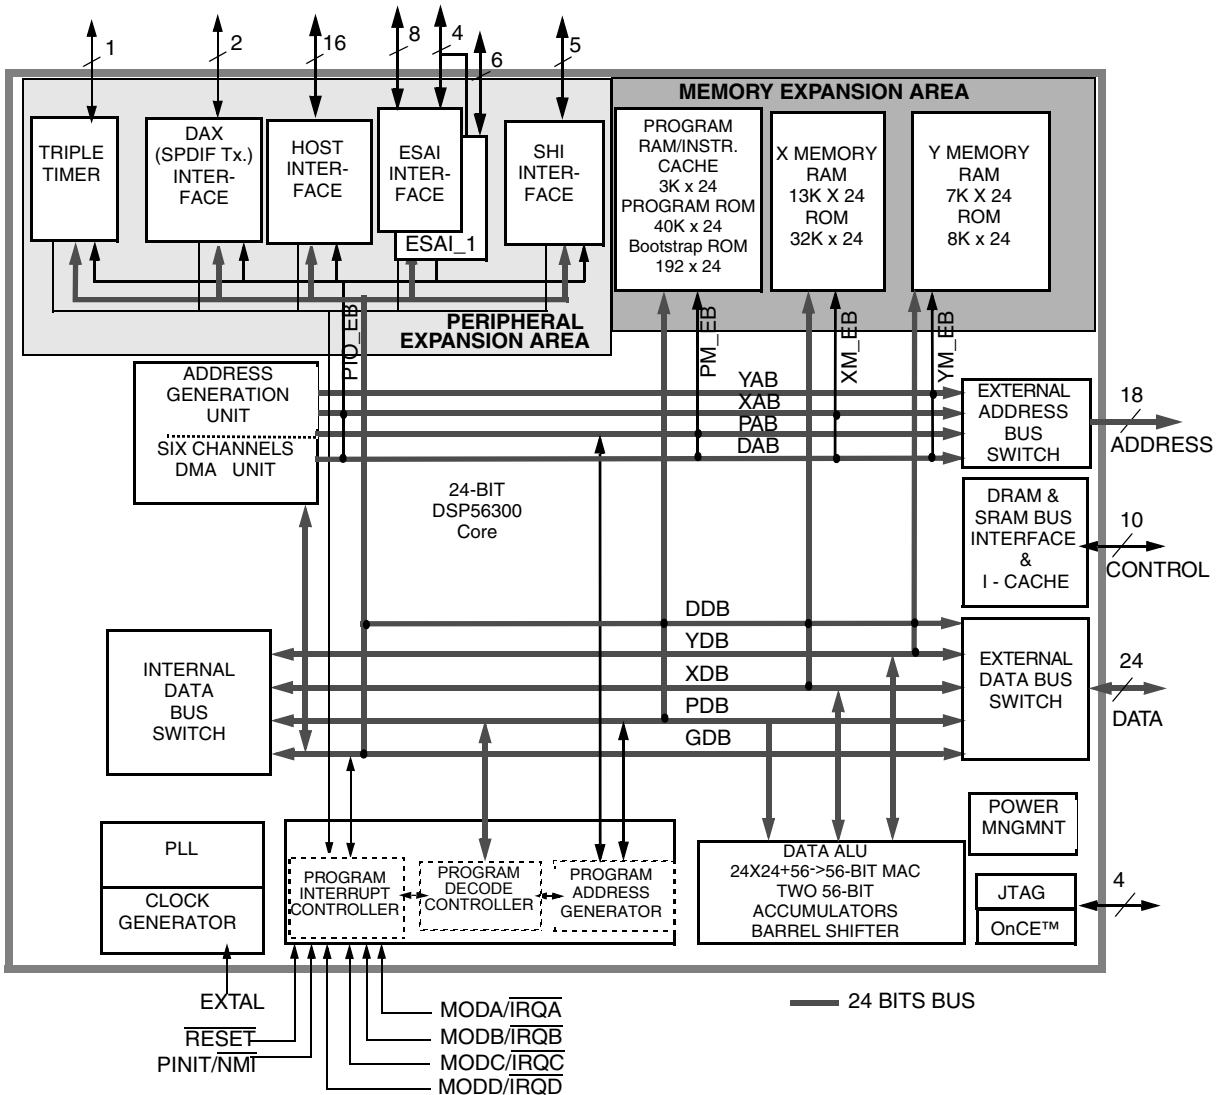 1
2
16
8
4
6
5
MEMORY EXPANSION AREA
TRIPLE
TIMER
DAX
(SPDIF Tx.)
INTER-
FACE
HOST
INTER-
FACE
ESAI
INTER-
FACE
ESAI_1
SHI
INTER-
FACE
PROGRAM
RAM/INSTR.
CACHE
3K x 24
PROGRAM ROM
40K x 24
Bootstrap ROM
192 x 24
X MEMORY
RAM
13K X 24
ROM
32K x 24
Y MEMORY
RAM
7K X 24
ROM
8K x 24
PERIPHERAL
EXPANSION AREA
PIO_EB
PM_EB
XM_EB
YM_EB
ADDRESS
GENERATION
UNIT
SIX CHANNELS
DMA UNIT
YAB
XAB
PAB
DAB
EXTERNAL
ADDRESS
BUS
SWITCH
18
ADDRESS
24-BIT
DSP56300
Core
DRAM &
SRAM BUS
INTERFACE
&
I - CACHE
10
CONTROL
INTERNAL
DATA
BUS
SWITCH
DDB
YDB
XDB
PDB
GDB
EXTERNAL
DATA BUS
SWITCH
24
DATA
PLL
CLOCK
GENERATOR
PROGRAM
INTERRUPT
CONTROLLER
PROGRAM
DECODE
CONTROLLER
PROGRAM
ADDRESS
GENERATOR
DATA ALU
24X24+56->56-BIT MAC
TWO 56-BIT
ACCUMULATORS
BARREL SHIFTER
POWER
MNGMNT
JTAG
OnCE™
4
EXTAL
RESET
PINIT/NMI
MODA/IRQA
MODB/IRQB
MODC/IRQC
MODD/IRQD
24 BITS BUS